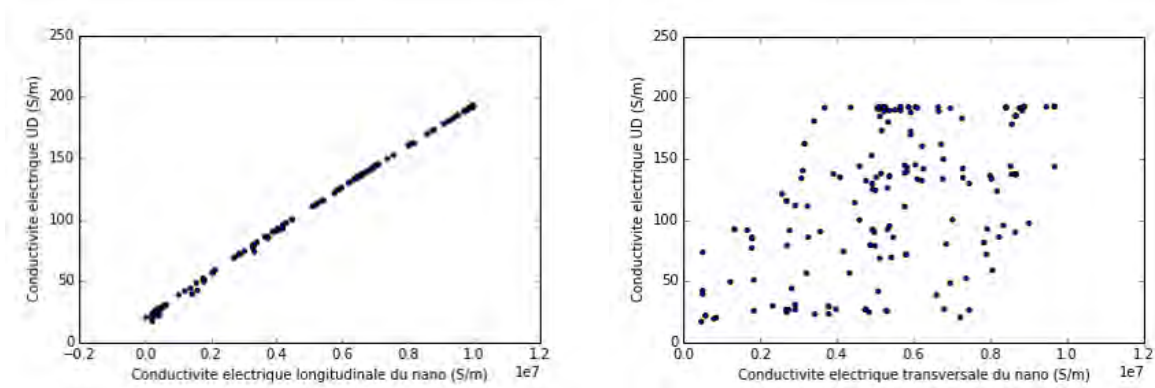 250
200
150
100
50
0
Conductivite electrique UD (S/m)
−0.2 0.0 0.2 0.4 0.6 0.8 1.0 1.2
1e7
Conductivite electrique longitudinale du nano (S/m)
250
200
150
100
50
0
Conductivite electrique UD (S/m)
0.0 0.2 0.4 0.6 0.8 1.0 1.2
1e7
Conductivite electrique transversale du nano (S/m)